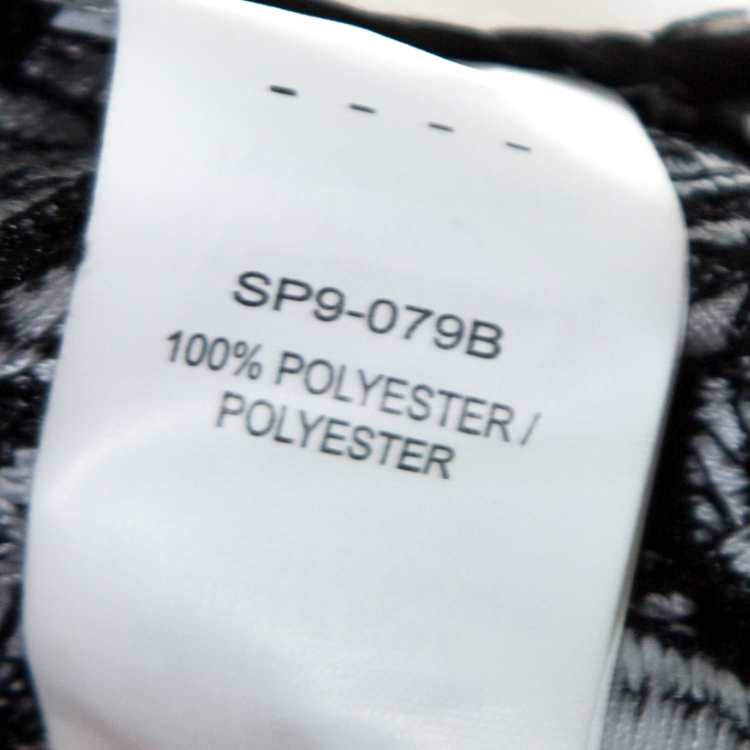 - - - -
SP9-079B
100% POLYESTER /
POLYESTER